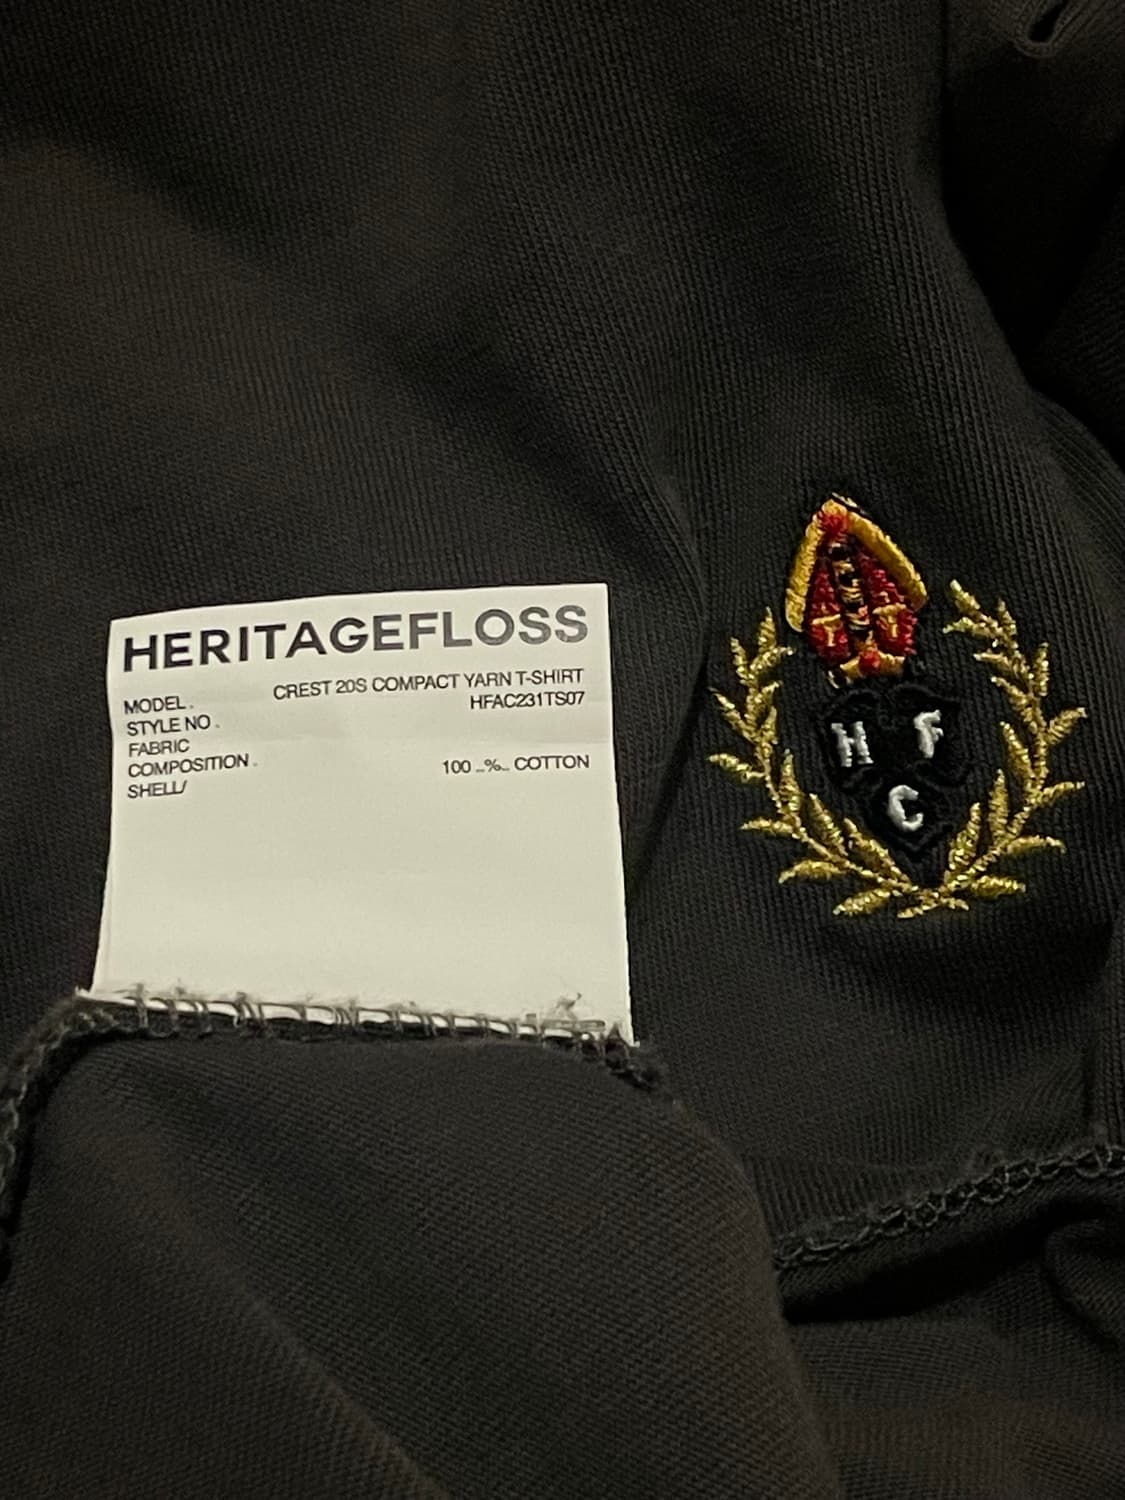 HERITAGEFLOSS
MODEL . CREST 20S COMPACT YARN T-SHIRT
STYLE NO . HFAC231TS07
FABRIC
COMPOSITION .
SHELL/ 100 _%_ COTTON
H F
C